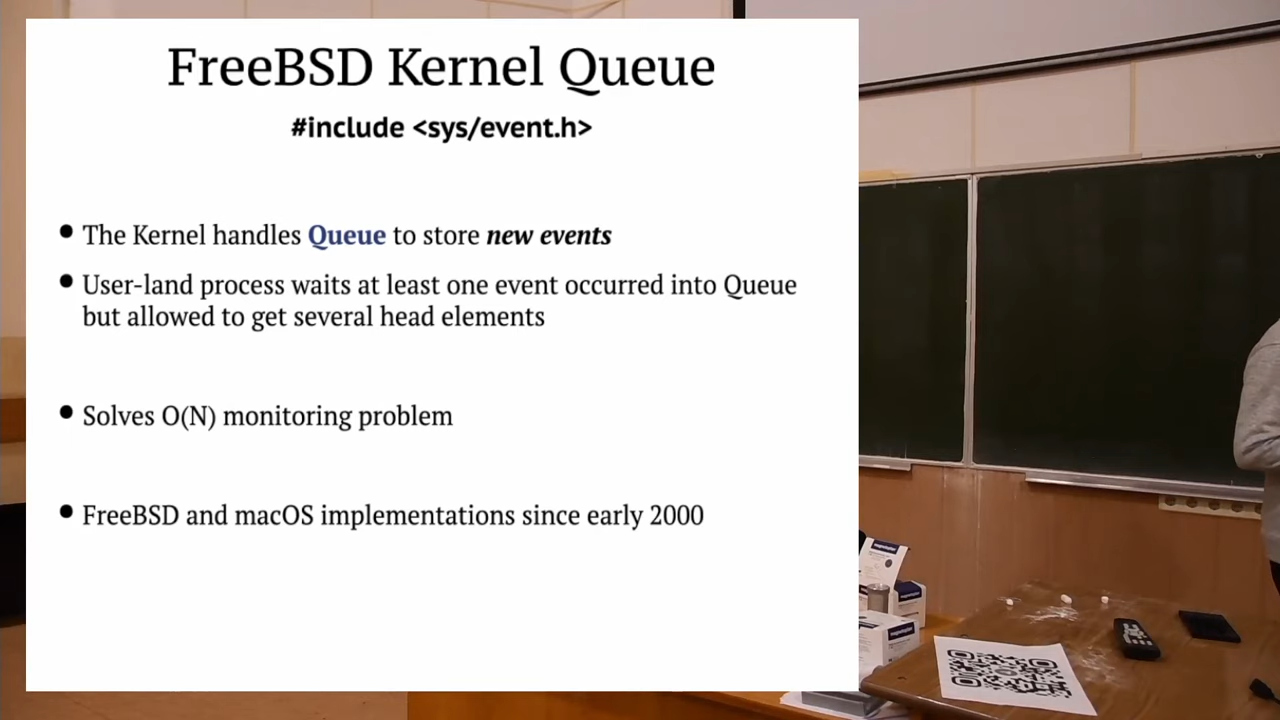 FreeBSD Kernel Queue
#include <sys/event.h>
• The Kernel handles Queue to store new events
• User-land process waits at least one event occurred into Queue
but allowed to get several head elements
• Solves O(N) monitoring problem
• FreeBSD and macOS implementations since early 2000